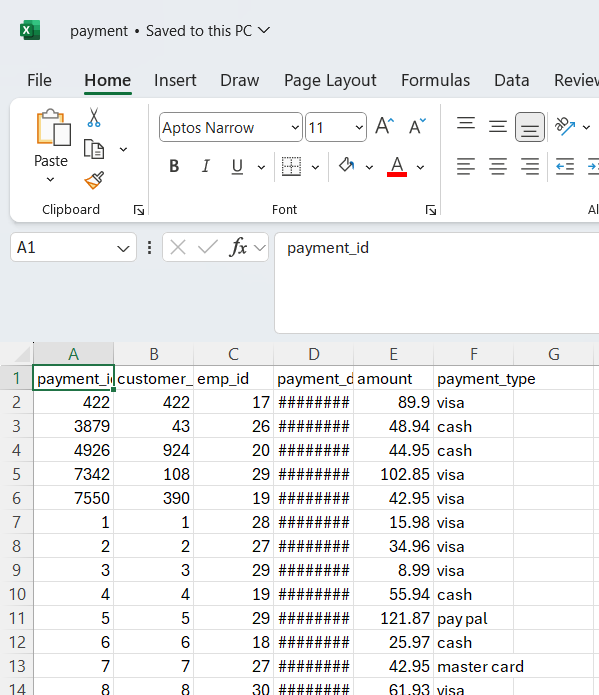 payment • Saved to this PC
File Home Insert Draw Page Layout Formulas Data Review
Aptos Narrow 11
Paste
B I U A
Clipboard Font
A1 fx payment_id
A B C D E F G
1 payment_i customer_ emp_id payment_d amount payment_type
2 422 422 17 ######## 89.9 visa
3 3879 43 26 ######## 48.94 cash
4 4926 924 20 ######## 44.95 cash
5 7342 108 29 ######## 102.85 visa
6 7550 390 19 ######## 42.95 visa
7 1 1 28 ######## 15.98 visa
8 2 2 27 ######## 34.96 visa
9 3 3 29 ######## 8.99 visa
10 4 4 19 ######## 55.94 cash
11 5 5 29 ######## 121.87 pay pal
12 6 6 18 ######## 25.97 cash
13 7 7 27 ######## 42.95 master card
14 8 8 30 ######## 61.93 visa